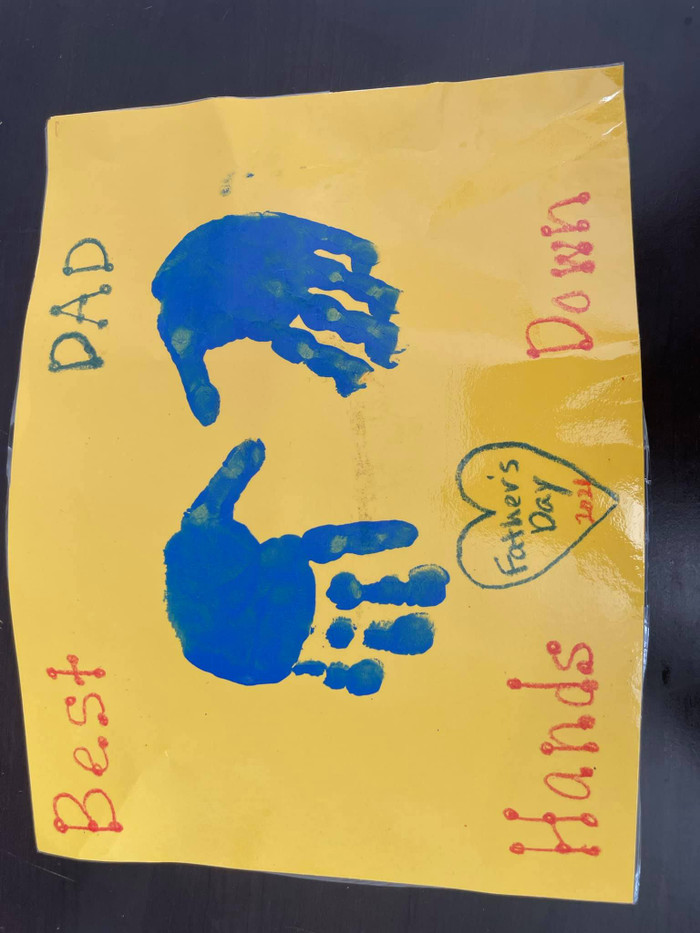 Best DAD
Hands Down
Father's
Day
2021